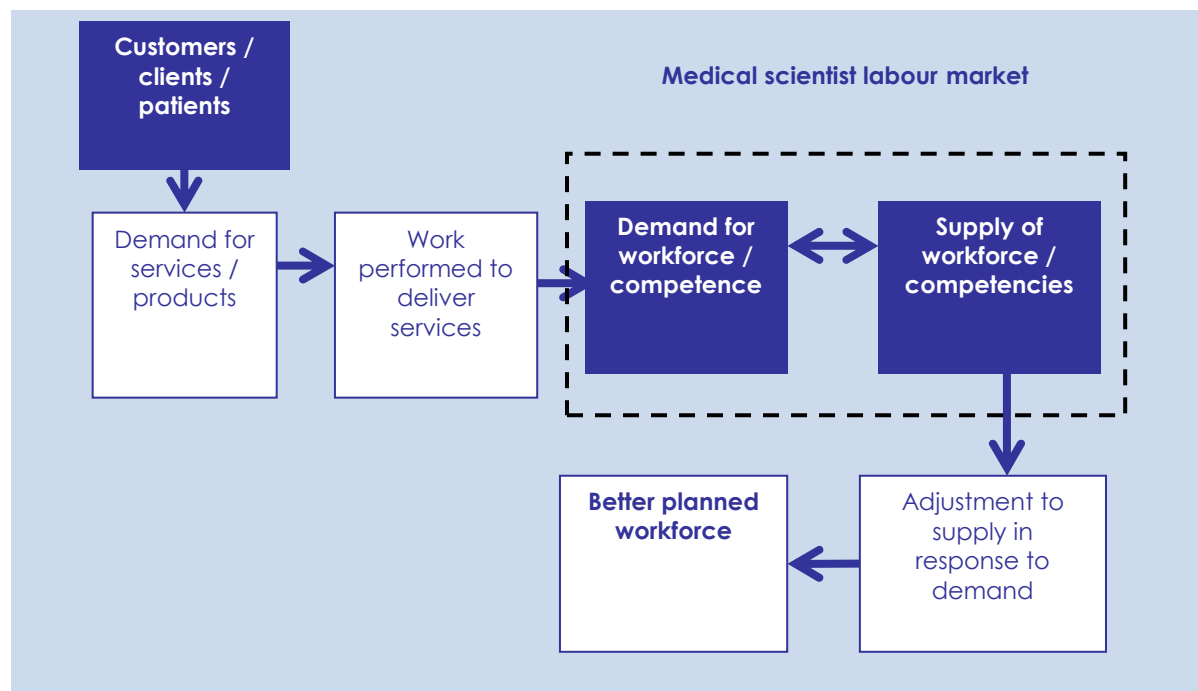 Customers /
clients /
patients
Medical scientist labour market
Demand for
services /
products
Work
performed to
deliver
services
Demand for
workforce /
competence
Supply of
workforce /
competencies
Better planned
workforce
Adjustment to
supply in
response to
demand